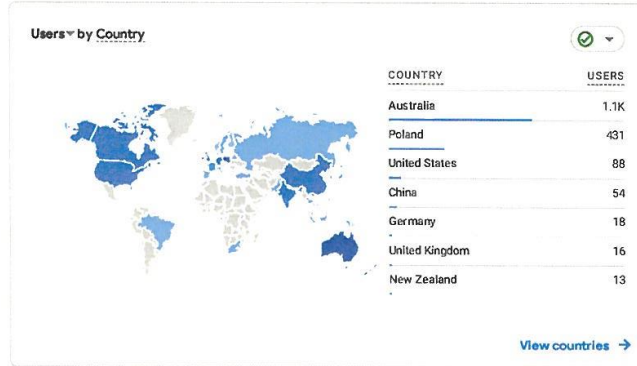 Users by Country
COUNTRY USERS
Australia 1.1K
Poland 431
United States 88
China 54
Germany 18
United Kingdom 16
New Zealand 13
View countries